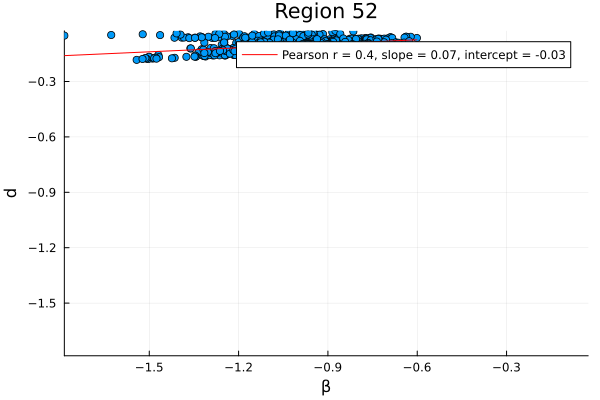 Region 52
Pearson r = 0.4, slope = 0.07, intercept = -0.03
−0.3
−0.6
−0.9
d
−1.2
−1.5
−1.5 −1.2 −0.9 −0.6 −0.3
β